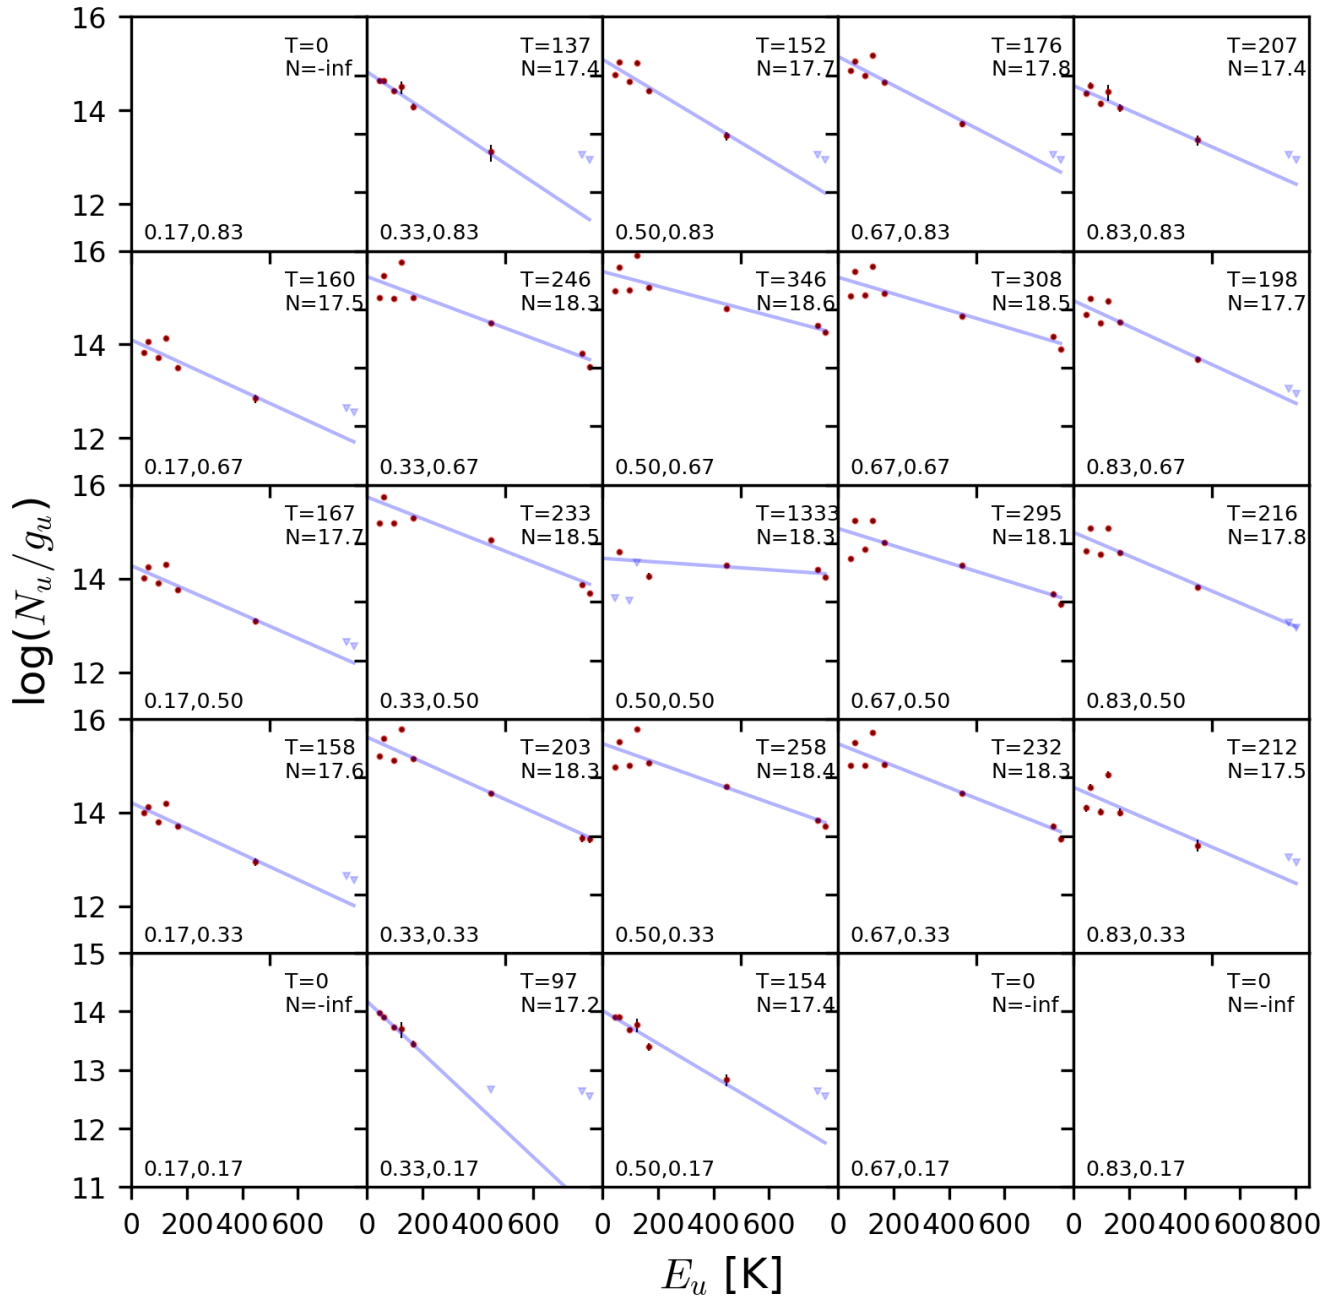 16
T=0
N=-inf
0.17,0.83
T=137
N=17.4
0.33,0.83
T=152
N=17.7
0.50,0.83
T=176
N=17.8
0.67,0.83
T=207
N=17.4
0.83,0.83
14
12
16
T=160
N=17.5
0.17,0.67
T=246
N=18.3
0.33,0.67
T=346
N=18.6
0.50,0.67
T=308
N=18.5
0.67,0.67
T=198
N=17.7
0.83,0.67
14
12
16
T=167
N=17.7
0.17,0.50
T=233
N=18.5
0.33,0.50
T=1333
N=18.3
0.50,0.50
T=295
N=18.1
0.67,0.50
T=216
N=17.8
0.83,0.50
14
12
16
T=158
N=17.6
0.17,0.33
T=203
N=18.3
0.33,0.33
T=258
N=18.4
0.50,0.33
T=232
N=18.3
0.67,0.33
T=212
N=17.5
0.83,0.33
14
12
15
T=0
N=-inf
0.17,0.17
T=97
N=17.2
0.33,0.17
T=154
N=17.4
0.50,0.17
T=0
N=-inf
0.67,0.17
T=0
N=-inf
0.83,0.17
14
13
12
11
0 200 400 600 0 200 400 600 0 200 400 600 0 200 400 600 0 200 400 600 800
log(N_u/g_u)
E_u [K]